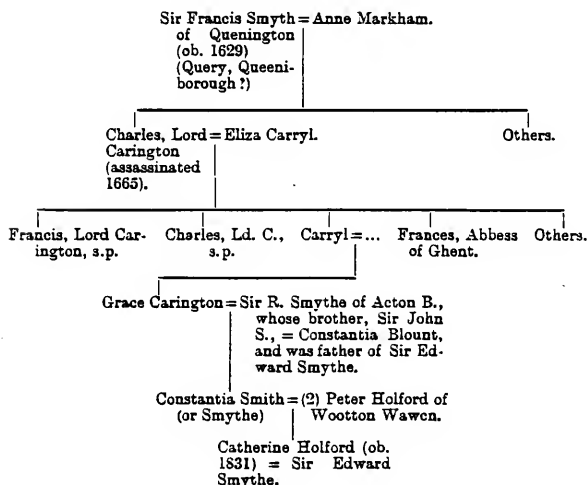 Sir Francis Smyth = Anne Markham.
of Quenington
(ob. 1629)
(Query, Queeni-
borough?)
Charles, Lord = Eliza Carryl. Others.
Carington
(assassinated
1665).
Francis, Lord Car- Charles, Ld. C., Carryl = ... Frances, Abbess Others.
ington, s.p. s.p. of Ghent.
Grace Carington = Sir R. Smythe of Acton B.,
whose brother, Sir John
S., = Constantia Blount,
and was father of Sir Ed-
ward Smythe.
Constantia Smith = (2) Peter Holford of
(or Smythe) Wootton Wawen.
Catherine Holford (ob.
1831) = Sir Edward
Smythe.